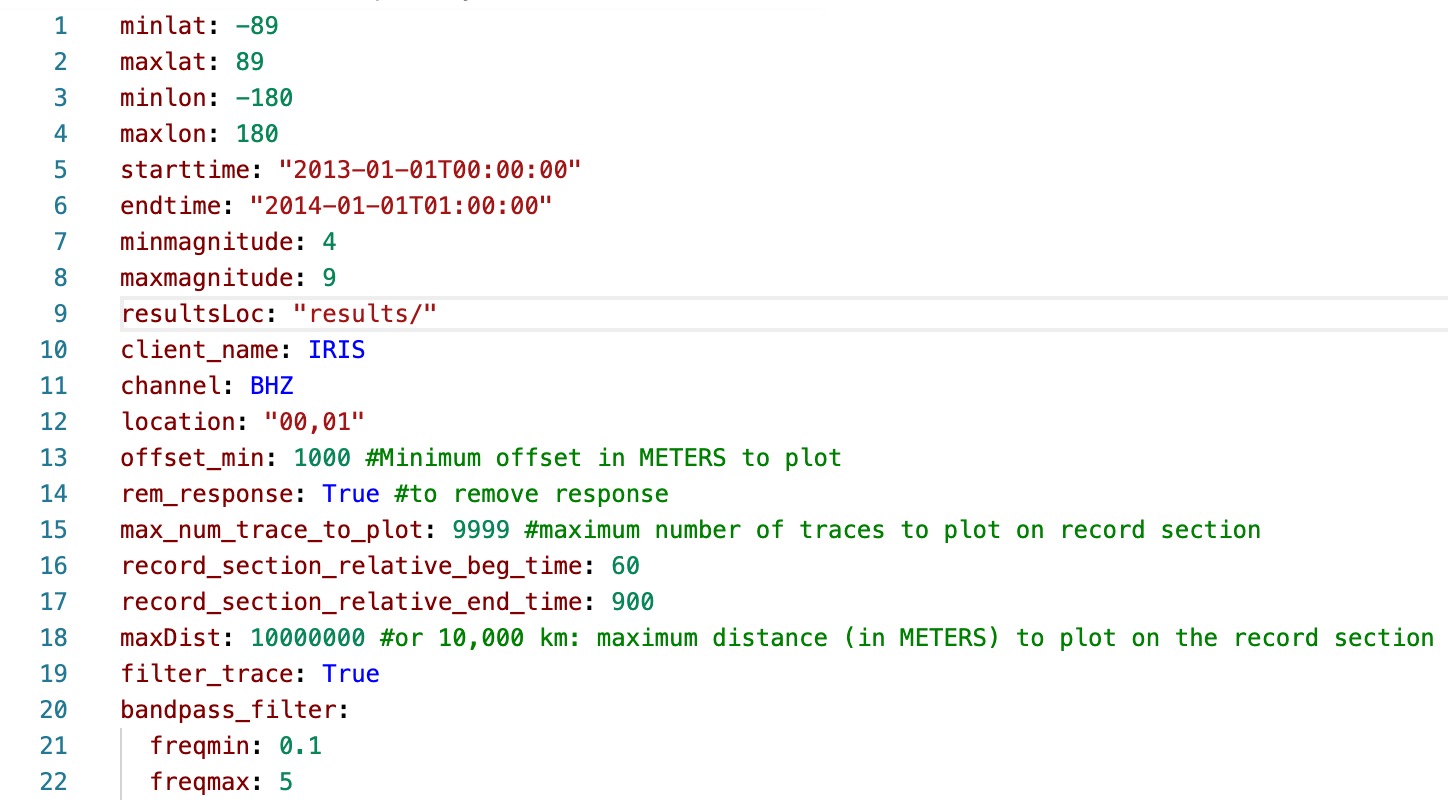 1 minlat: -89
2 maxlat: 89
3 minlon: -180
4 maxlon: 180
5 starttime: "2013-01-01T00:00:00"
6 endtime: "2014-01-01T01:00:00"
7 minmagnitude: 4
8 maxmagnitude: 9
9 resultsLoc: "results/"
10 client_name: IRIS
11 channel: BHZ
12 location: "00,01"
13 offset_min: 1000 #Minimum offset in METERS to plot
14 rem_response: True #to remove response
15 max_num_trace_to_plot: 9999 #maximum number of traces to plot on record section
16 record_section_relative_beg_time: 60
17 record_section_relative_end_time: 900
18 maxDist: 10000000 #or 10,000 km: maximum distance (in METERS) to plot on the record section
19 filter_trace: True
20 bandpass_filter:
21   freqmin: 0.1
22   freqmax: 5